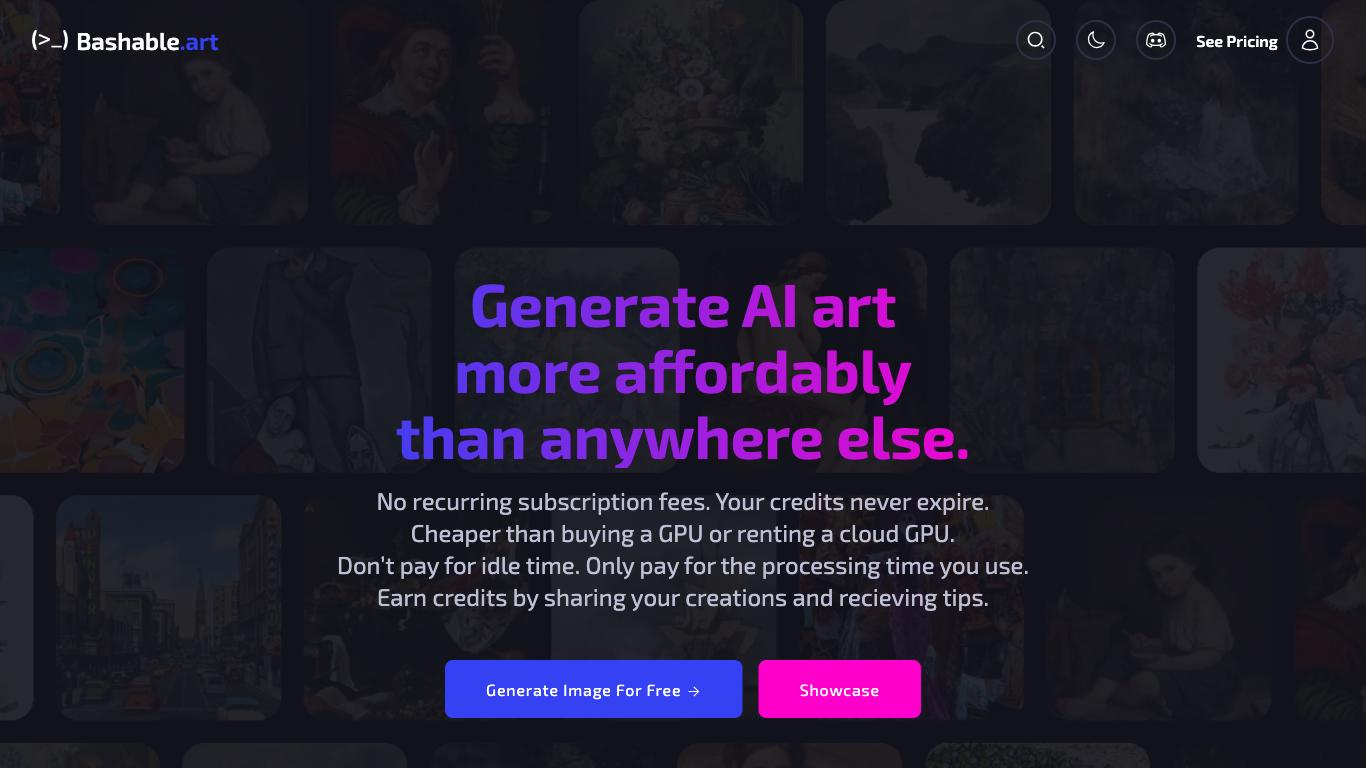 (>_) Bashable.art
See Pricing
Generate AI art
more affordably
than anywhere else.
No recurring subscription fees. Your credits never expire.
Cheaper than buying a GPU or renting a cloud GPU.
Don't pay for idle time. Only pay for the processing time you use.
Earn credits by sharing your creations and recieving tips.
Generate Image For Free →
Showcase